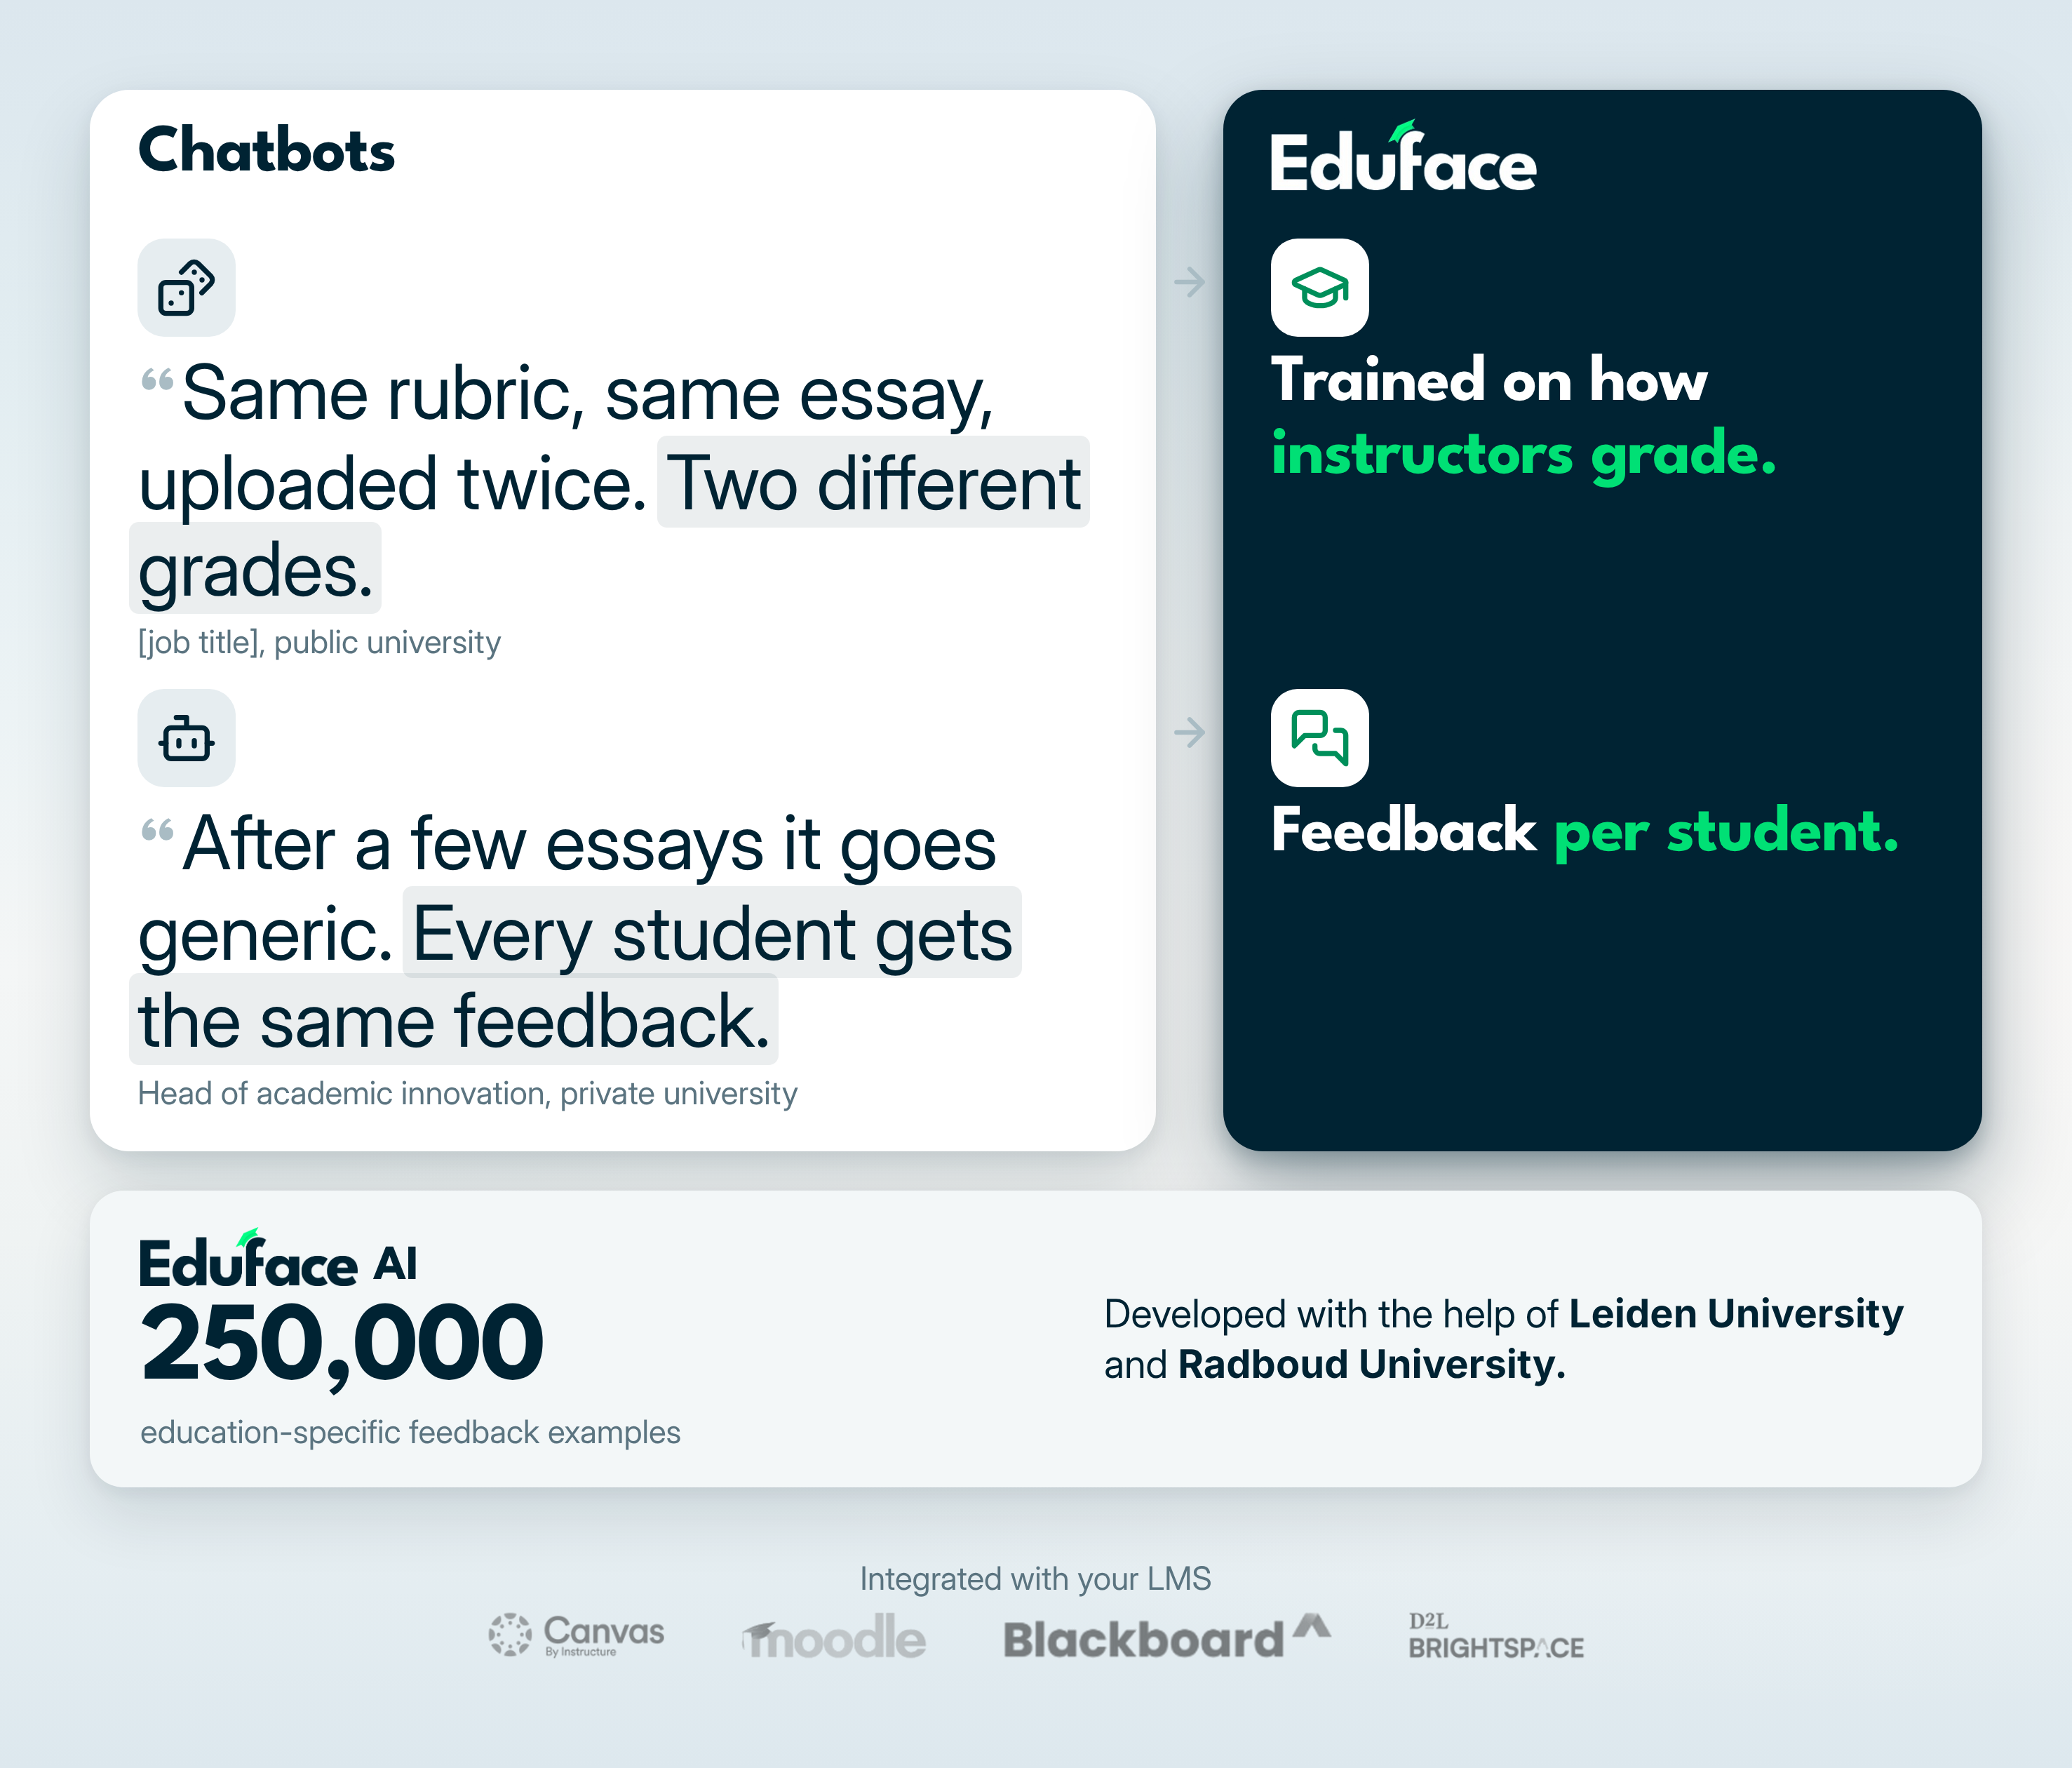 Chatbots
“Same rubric, same essay,
uploaded twice. Two different
grades.
[job title], public university
“After a few essays it goes
generic. Every student gets
the same feedback.
Head of academic innovation, private university
Eduface
Trained on how
instructors grade.
Feedback per student.
Eduface AI
250,000
education-specific feedback examples
Developed with the help of Leiden University
and Radboud University.
Integrated with your LMS
Canvas
By Instructure
moodle
Blackboard
D2L
BRIGHTSPACE